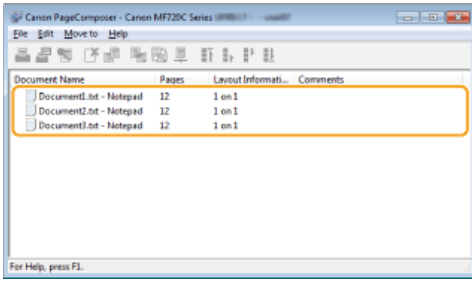 Canon PageComposer - Canon MF720C Series
File Edit Move to Help
Document Name Pages Layout Informati... Comments
Document1.txt - Notepad 12 1 on 1
Document2.txt - Notepad 12 1 on 1
Document3.txt - Notepad 12 1 on 1
For Help, press F1.